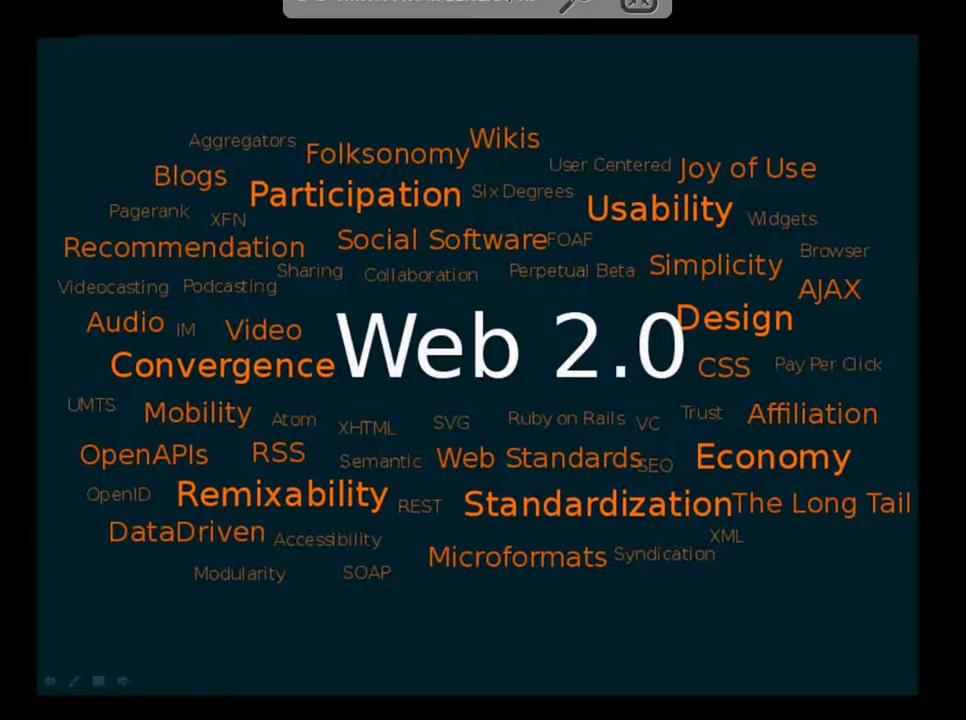 Wikis
Aggregators
Folksonomy
User Centered
Joy of Use
Blogs
Participation
Six Degrees
Usability
Pagerank
XFN
Widgets
Recommendation
Social Software
FOAF
Browser
Sharing
Collaboration
Perpetual Beta
Simplicity
Videocasting
Podcasting
AJAX
Audio
IM
Video
Web 2.0
Design
Convergence
CSS
Pay Per Click
UMTS
Mobility
Atom
XHTML
SVG
Ruby on Rails
VC
Trust
Affiliation
OpenAPIs
RSS
Semantic
Web Standards
SEO
Economy
OpenID
Remixability
REST
Standardization
The Long Tail
DataDriven
Accessibility
XML
Microformats
Syndication
Modularity
SOAP